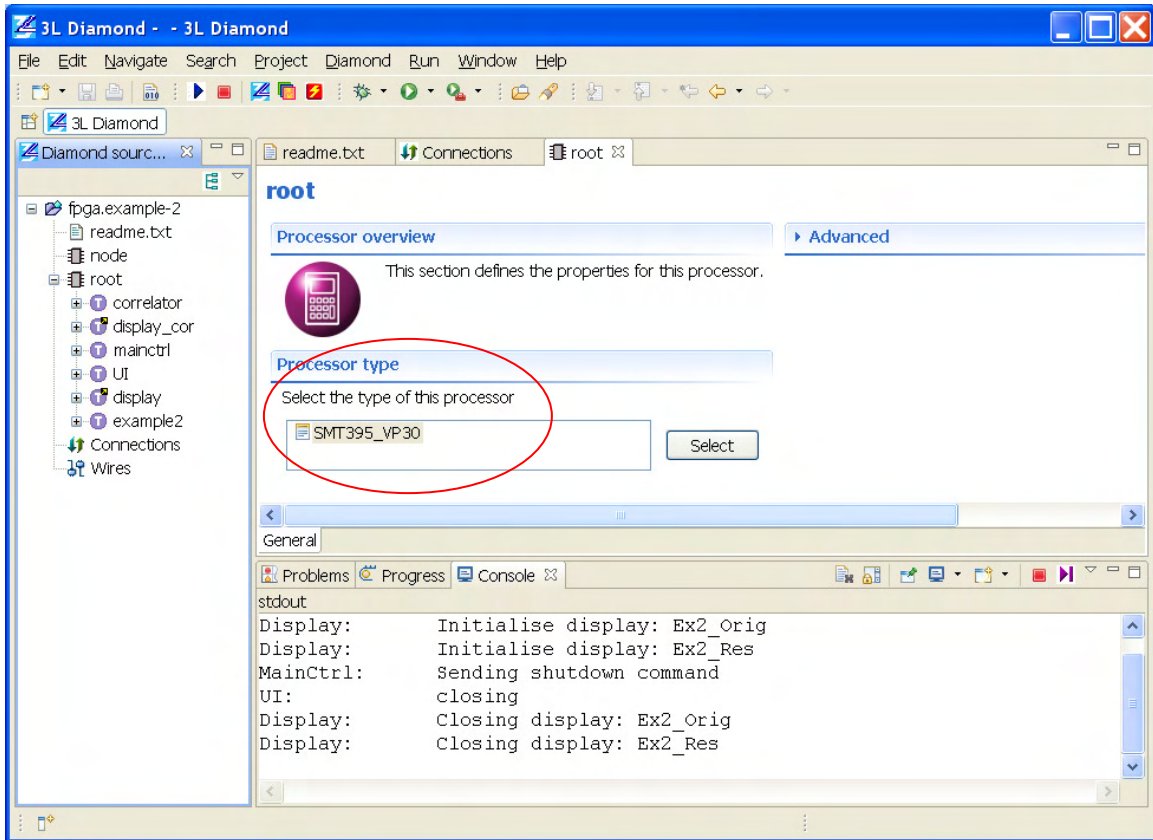 3L Diamond - - 3L Diamond
File Edit Navigate Search Project Diamond Run Window Help
3L Diamond
Diamond sourc...
readme.txt Connections root
fpga.example-2
readme.txt
node
root
correlator
display_cor
mainctrl
UI
display
example2
Connections
Wires
root
Processor overview
This section defines the properties for this processor.
Advanced
Processor type
Select the type of this processor
SMT395_VP30
Select
General
Problems Progress Console
stdout
Display: Initialise display: Ex2_Orig
Display: Initialise display: Ex2_Res
MainCtrl: Sending shutdown command
UI: closing
Display: Closing display: Ex2_Orig
Display: Closing display: Ex2_Res